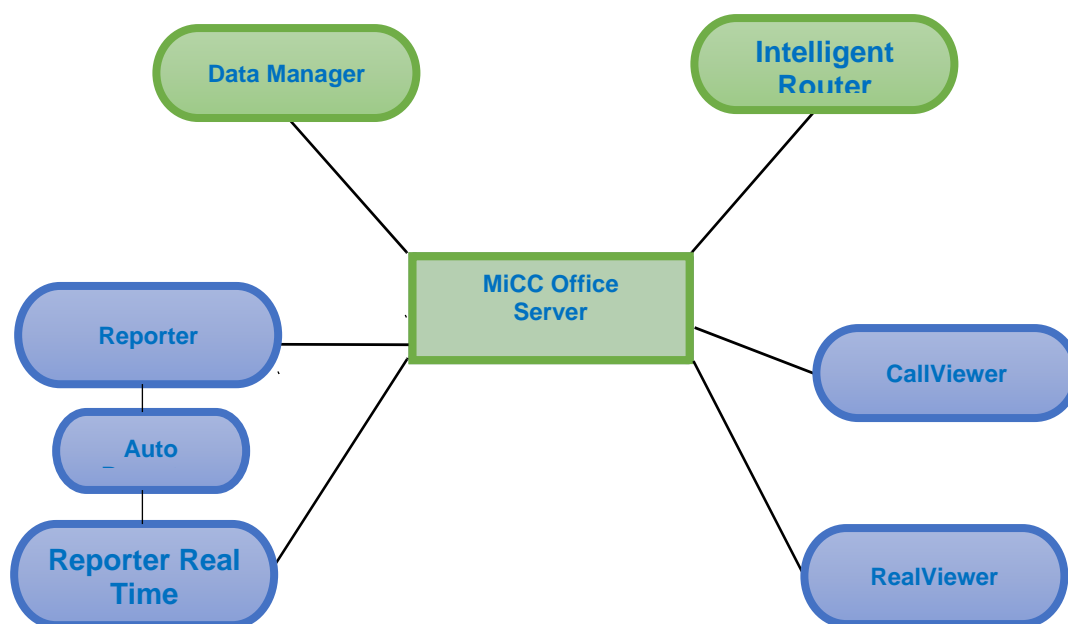 Data Manager
Intelligent
Router
MiCC Office
Server
Reporter
CallViewer
_ Auto
Reporter Real
Time
RealViewer